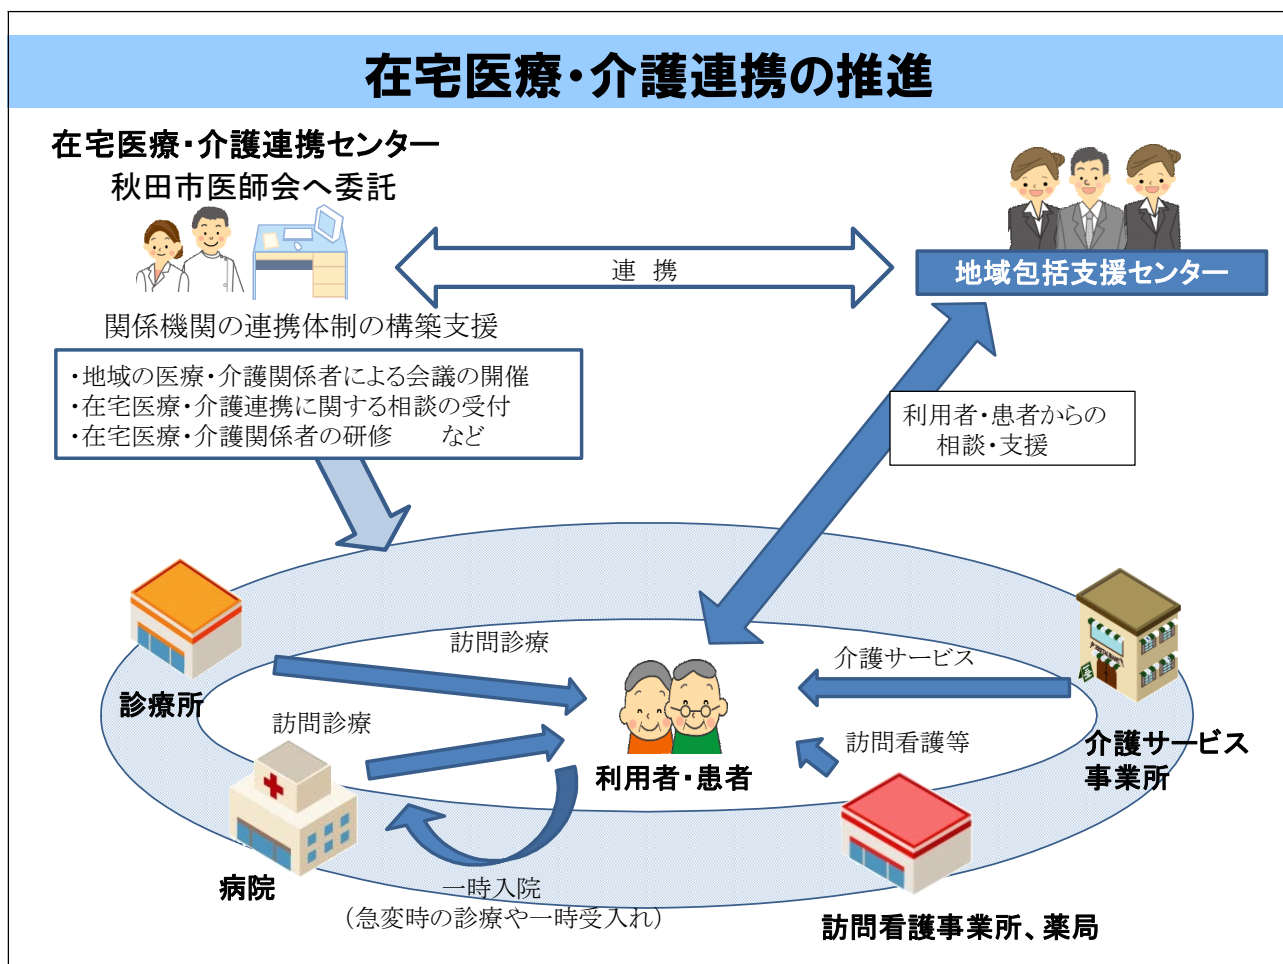 在宅医療・介護連携の推進
在宅医療・介護連携センター
秋田市医師会へ委託
連 携
地域包括支援センター
関係機関の連携体制の構築支援
・地域の医療・介護関係者による会議の開催
・在宅医療・介護連携に関する相談の受付
・在宅医療・介護関係者の研修　　など
利用者・患者からの
相談・支援
訪問診療
介護サービス
診療所
訪問診療
訪問看護等
介護サービス
事業所
利用者・患者
病院
一時入院
（急変時の診療や一時受入れ）
訪問看護事業所、薬局